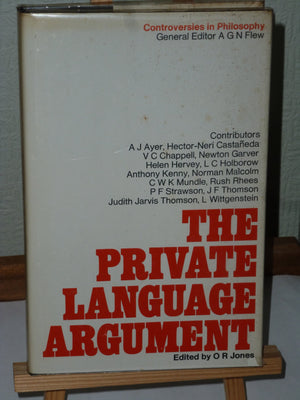 Controversies in Philosophy
General Editor A G N Flew
Contributors
A J Ayer, Hector-Neri Castañeda
V C Chappell, Newton Garver
Helen Hervey, L C Holborow
Anthony Kenny, Norman Malcolm
C W K Mundle, Rush Rhees
P F Strawson, J F Thomson
Judith Jarvis Thomson, L Wittgenstein
THE
PRIVATE
LANGUAGE
ARGUMENT
Edited by O R Jones